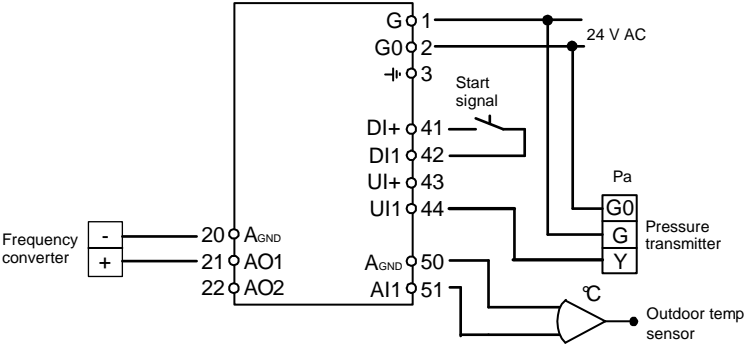 G 1
24 V AC
G0 2
3
Start
signal
DI+ 41
DI1 42
UI+ 43
UI1 44
Pa
G0
G
Y
Pressure
transmitter
Frequency
converter
-
+
20 AGND
21 AO1
22 AO2
AGND 50
AI1 51
°C
Outdoor temp
sensor